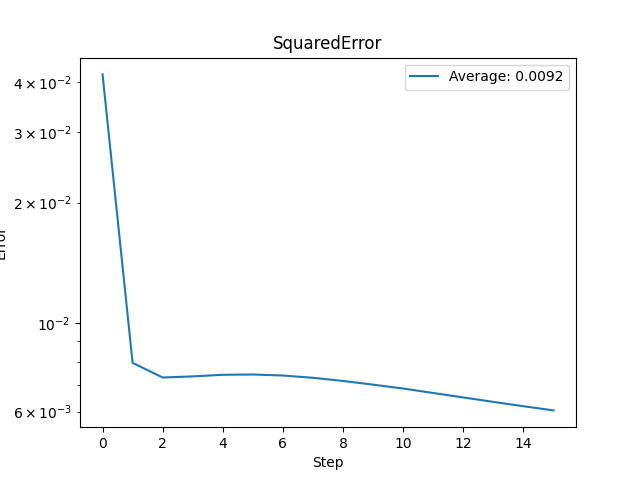 SquaredError
Average: 0.0092
4 × 10⁻²
3 × 10⁻²
2 × 10⁻²
10⁻²
6 × 10⁻³
Error
0 2 4 6 8 10 12 14
Step